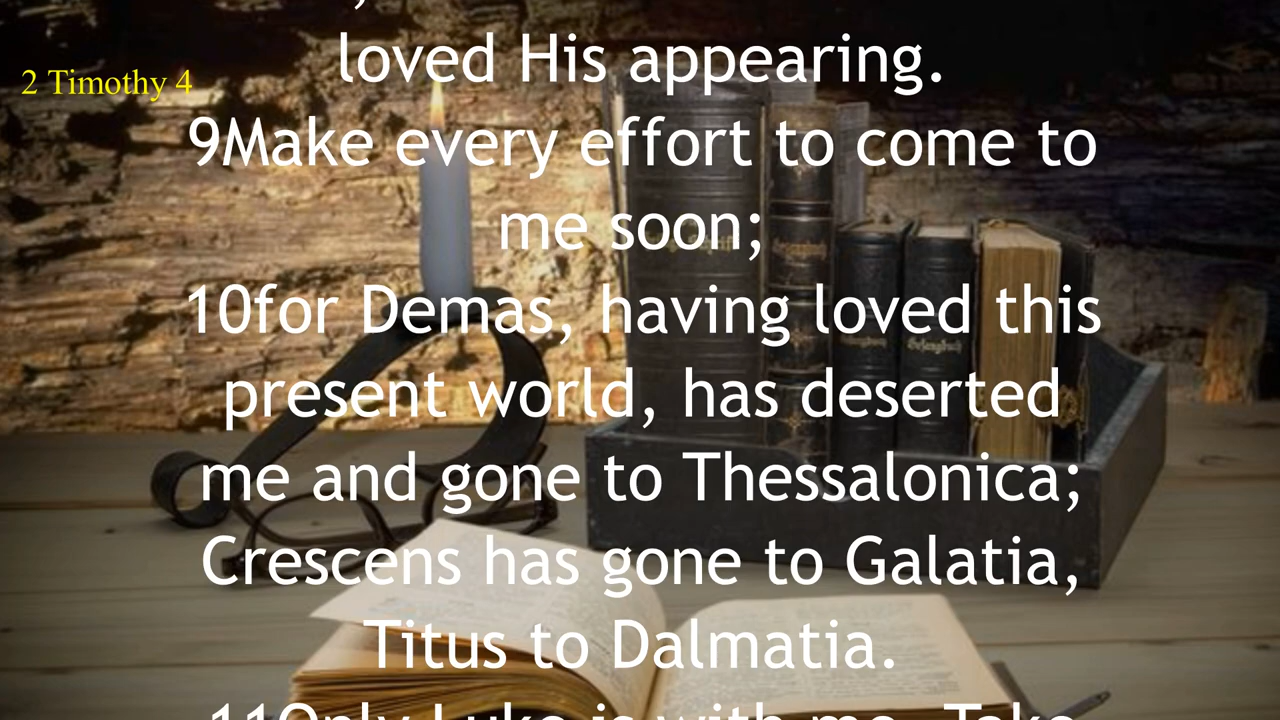 loved His appearing.
2 Timothy 4
9Make every effort to come to
me soon;
10for Demas, having loved this
present world, has deserted
me and gone to Thessalonica;
Crescens has gone to Galatia,
Titus to Dalmatia.
11Only Luke is with me. Take
Gesangbuch
Gesangbuch